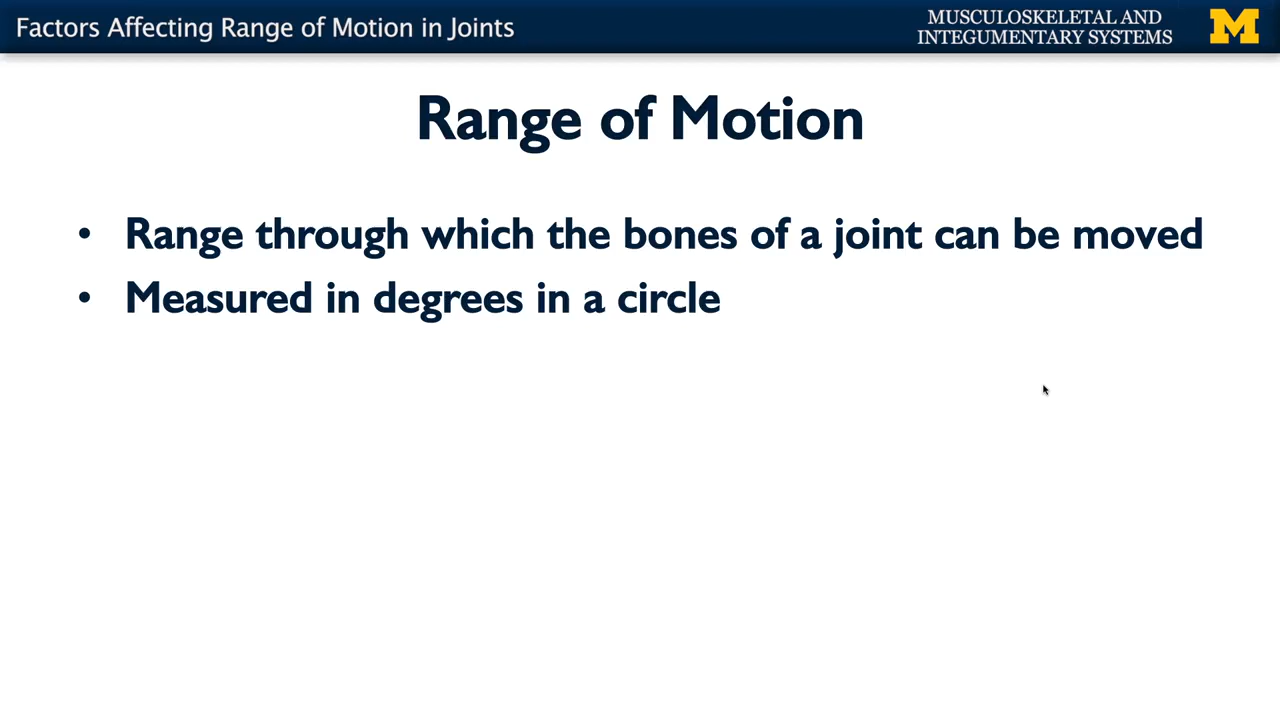 Factors Affecting Range of Motion in Joints
MUSCULOSKELETAL AND
INTEGUMENTARY SYSTEMS
M
Range of Motion
• Range through which the bones of a joint can be moved
• Measured in degrees in a circle